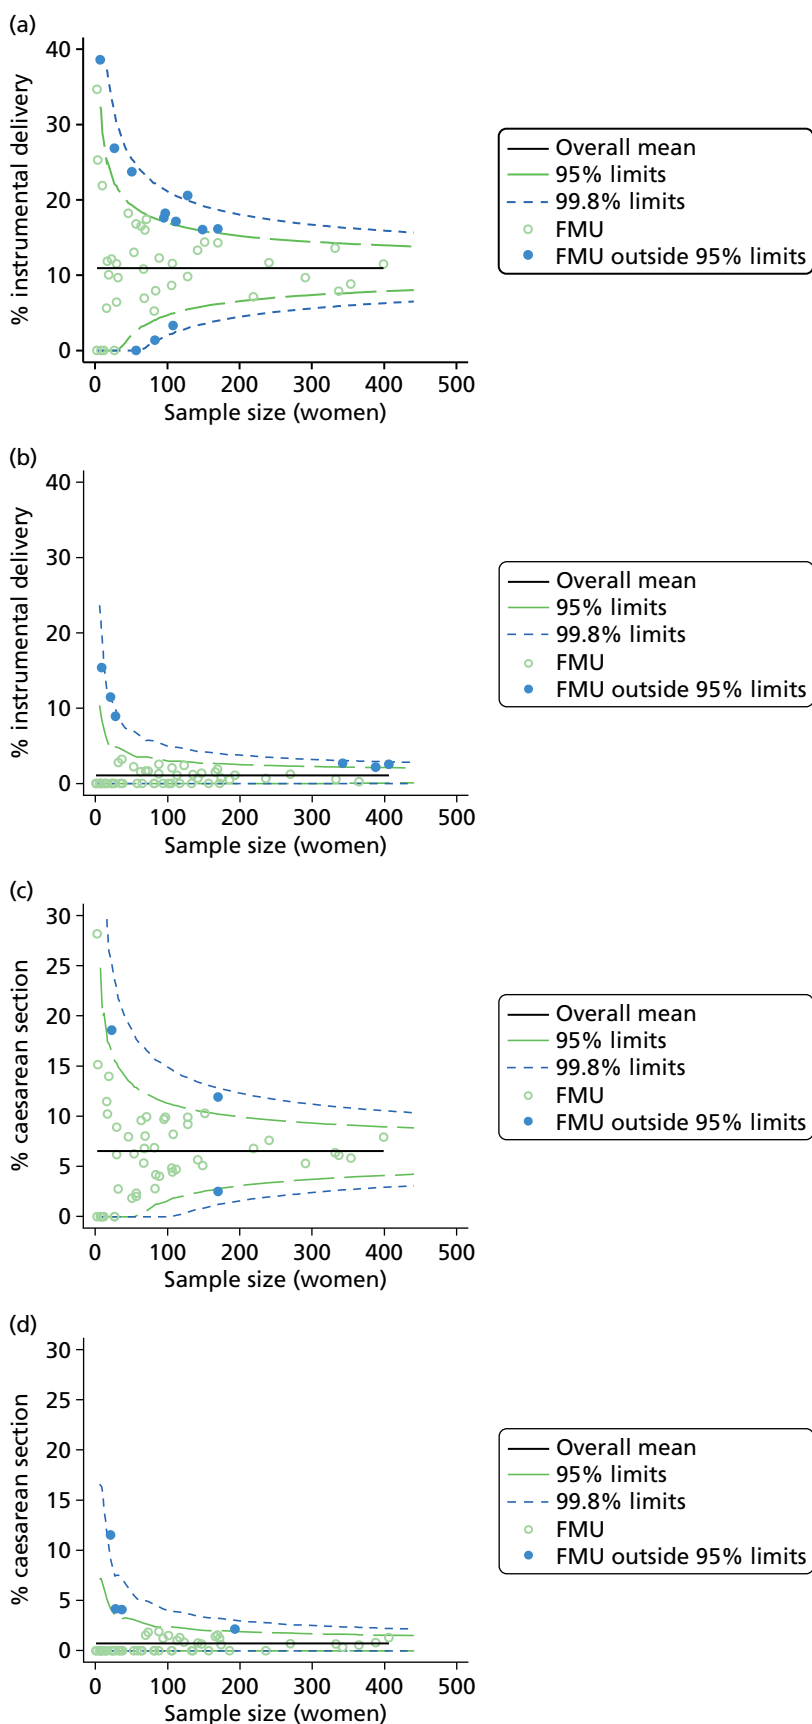 (a)
40
30
20
10
0
% instrumental delivery
0 100 200 300 400 500
Sample size (women)
Overall mean
95% limits
99.8% limits
FMU
FMU outside 95% limits
(b)
40
30
20
10
0
% instrumental delivery
0 100 200 300 400 500
Sample size (women)
Overall mean
95% limits
99.8% limits
FMU
FMU outside 95% limits
(c)
30
25
20
15
10
5
0
% caesarean section
0 100 200 300 400 500
Sample size (women)
Overall mean
95% limits
99.8% limits
FMU
FMU outside 95% limits
(d)
30
25
20
15
10
5
0
% caesarean section
0 100 200 300 400 500
Sample size (women)
Overall mean
95% limits
99.8% limits
FMU
FMU outside 95% limits